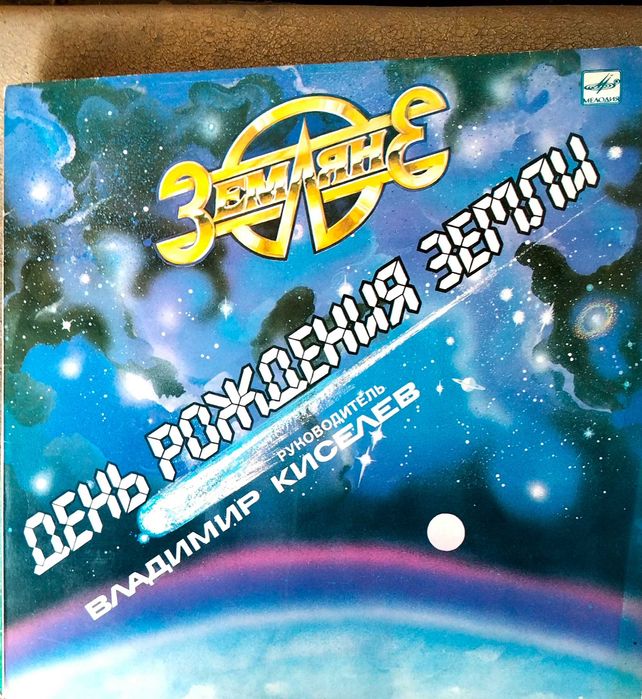 МЕЛОДИЯ
ЗЕМЛЯНЕ
ДЕНЬ РОЖДЕНИЯ ЗЕМЛИ
РУКОВОДИТЕЛЬ
ВЛАДИМИР КИСЕЛЕВ